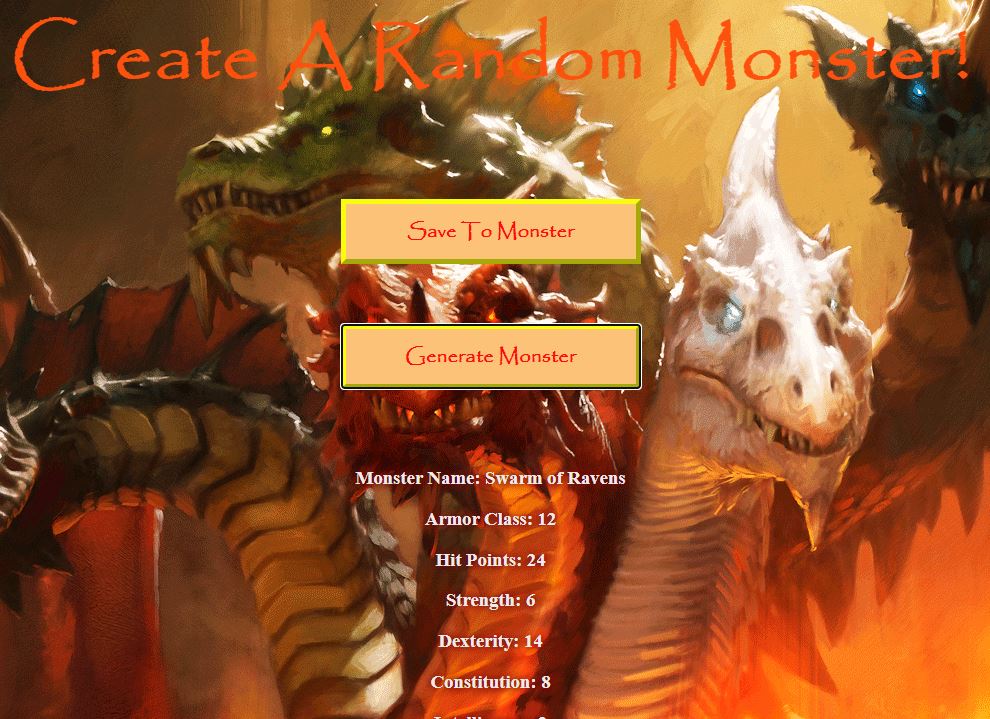 Create A Random Monster!
Save To Monster
Generate Monster
Monster Name: Swarm of Ravens
Armor Class: 12
Hit Points: 24
Strength: 6
Dexterity: 14
Constitution: 8